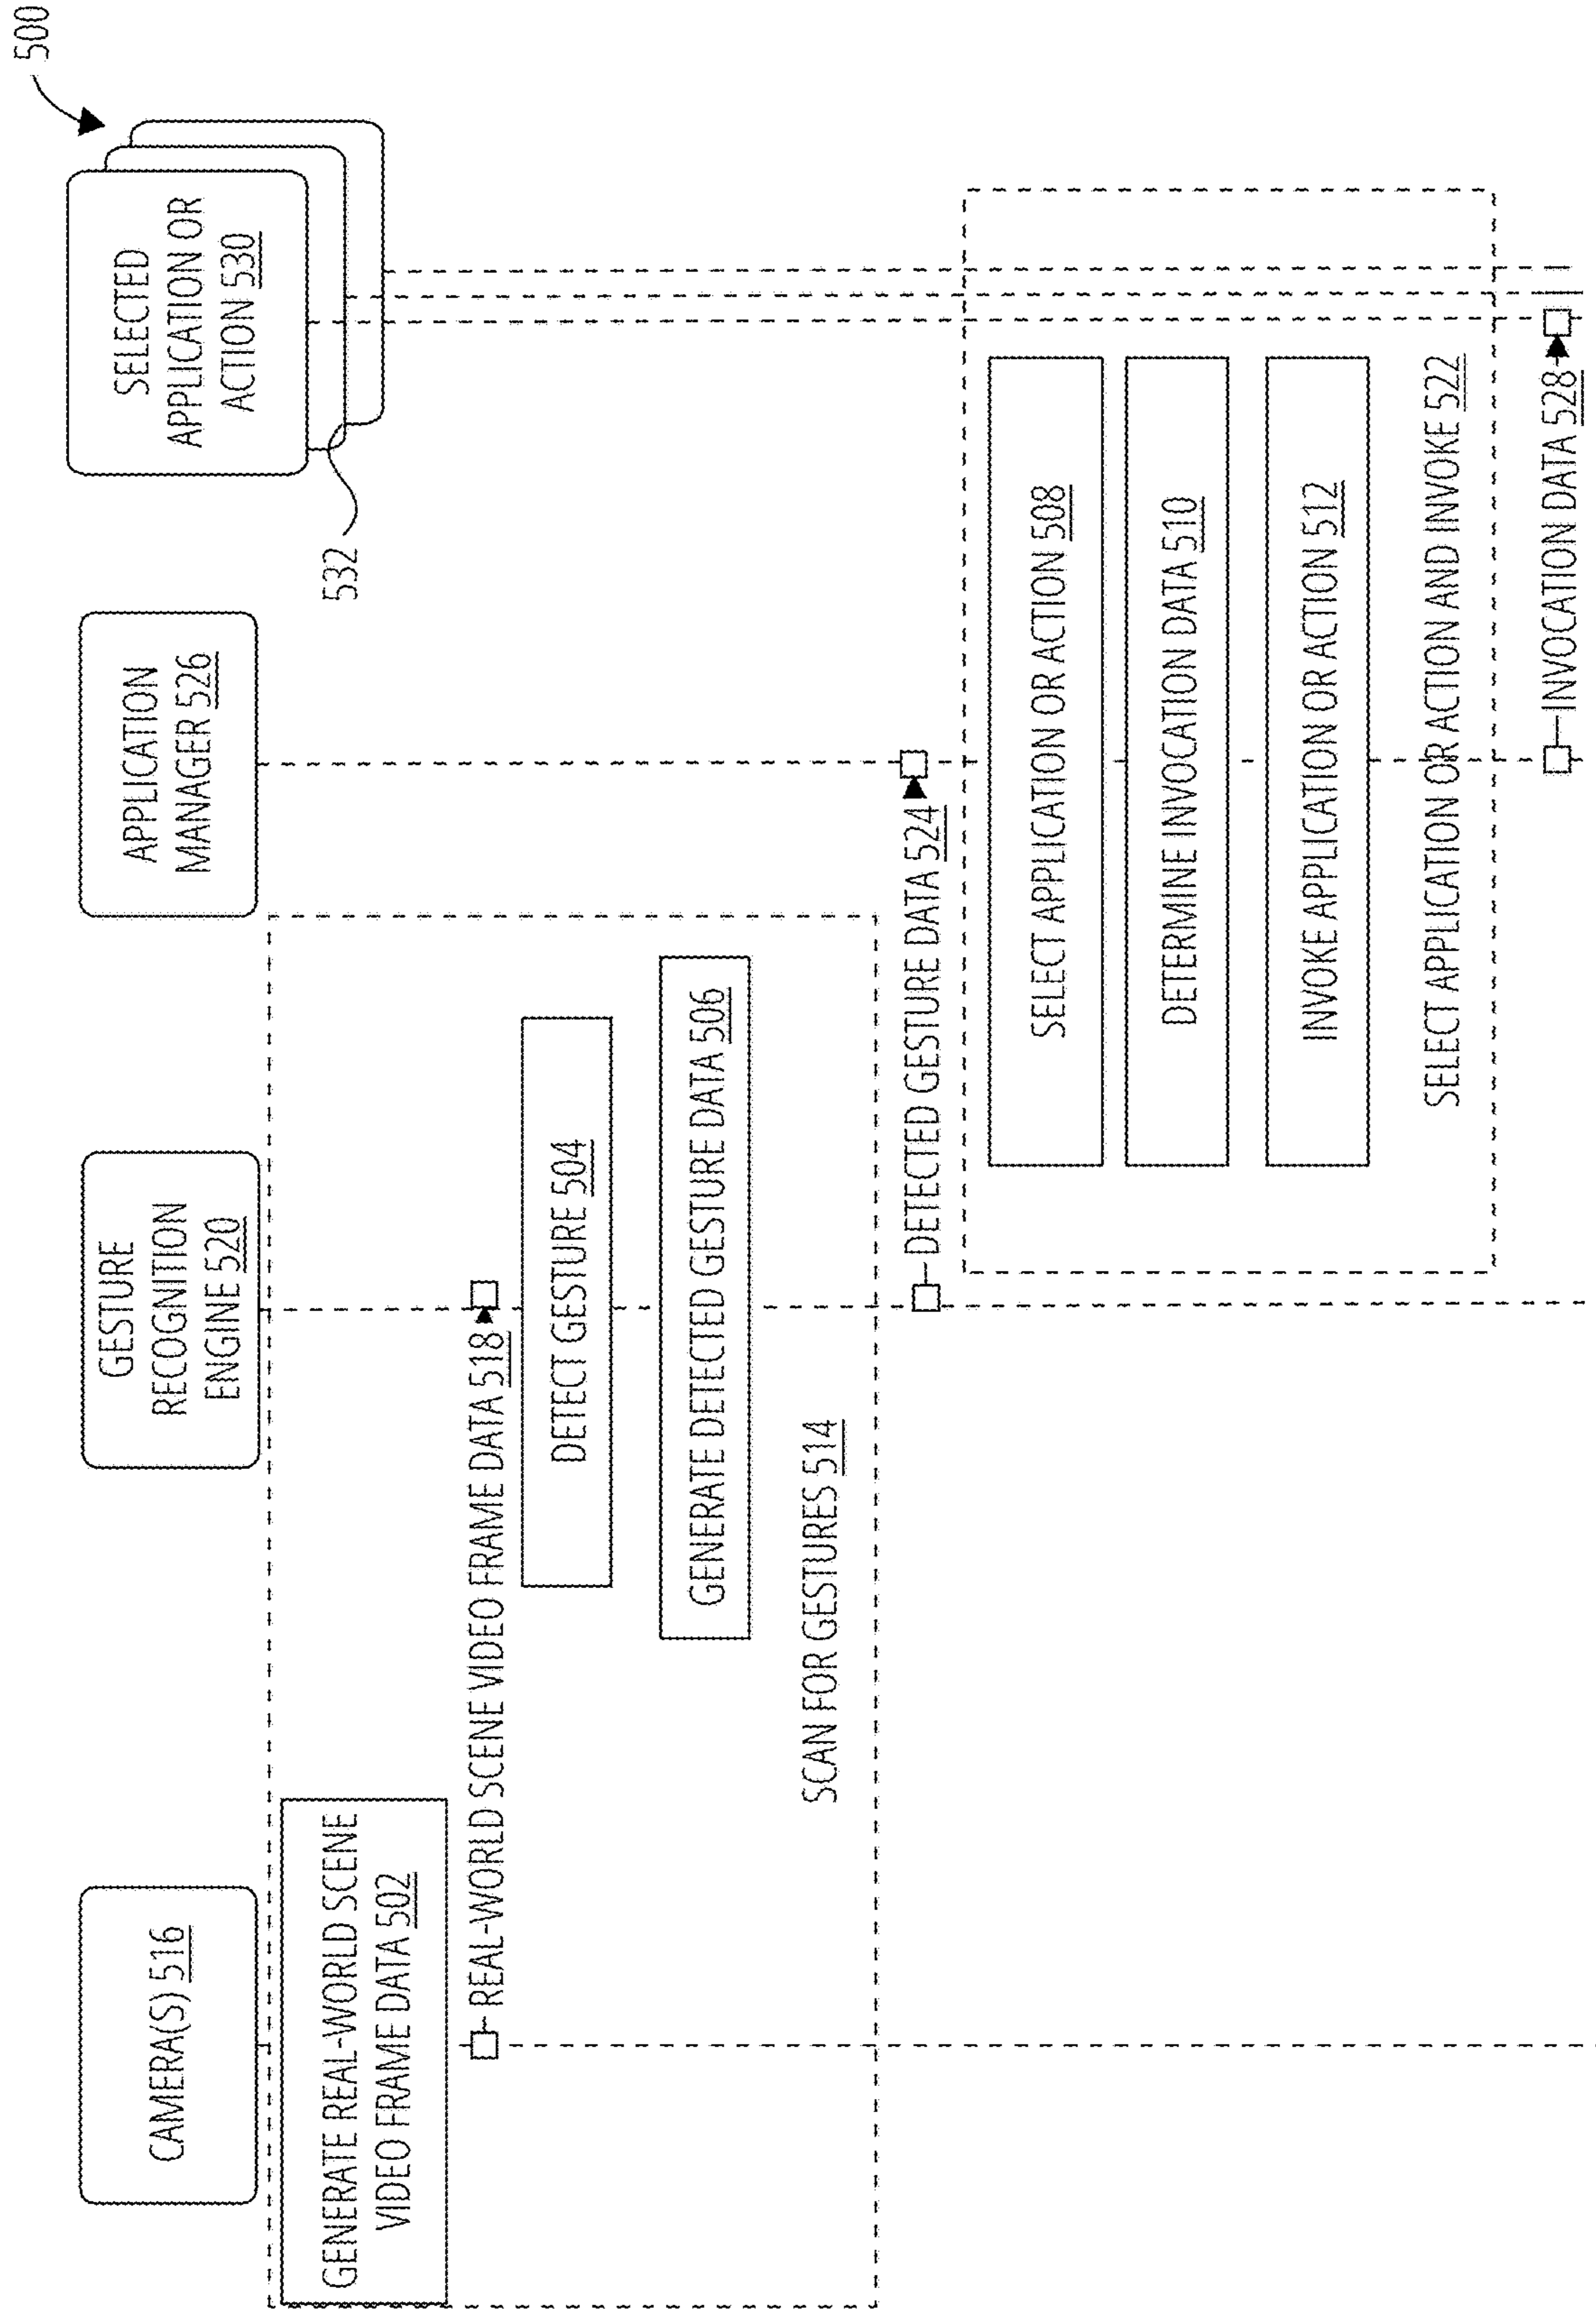 500
CAMERA(S) 516
GESTURE
RECOGNITION
ENGINE 520
APPLICATION
MANAGER 526
SELECTED
APPLICATION OR
ACTION 530
532
GENERATE REAL-WORLD SCENE
VIDEO FRAME DATA 502
REAL-WORLD SCENE VIDEO FRAME DATA 518
DETECT GESTURE 504
GENERATE DETECTED GESTURE DATA 506
SCAN FOR GESTURES 514
DETECTED GESTURE DATA 524
SELECT APPLICATION OR ACTION 508
DETERMINE INVOCATION DATA 510
INVOKE APPLICATION OR ACTION 512
SELECT APPLICATION OR ACTION AND INVOKE 522
INVOCATION DATA 528